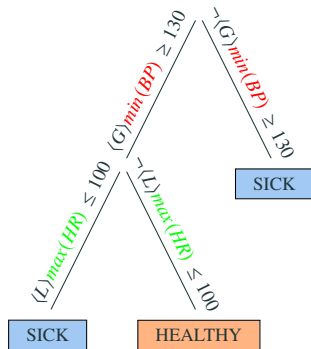 ⟨G⟩min(BP) ≥ 130
¬⟨G⟩min(BP) ≥ 130
SICK
⟨L⟩max(HR) ≤ 100
¬⟨L⟩max(HR) ≤ 100
SICK
HEALTHY